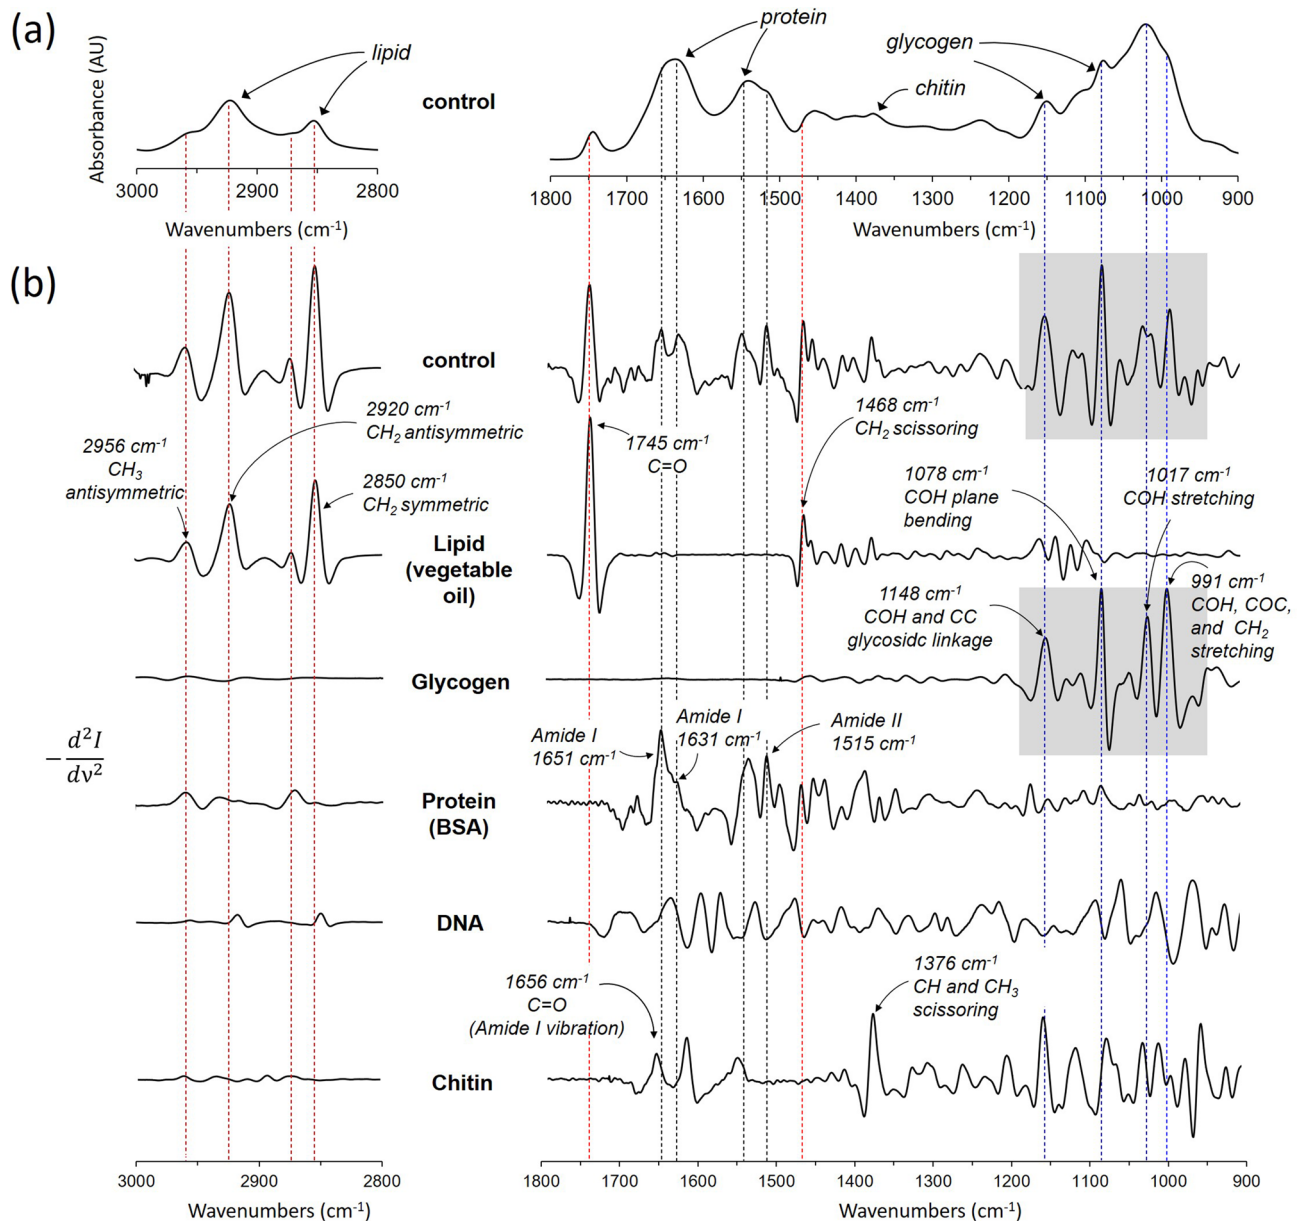 (a)
Absorbance (AU)
lipid
control
protein
glycogen
chitin
3000 2900 2800
Wavenumbers (cm-1)
1800 1700 1600 1500 1400 1300 1200 1100 1000 900
Wavenumbers (cm-1)
(b)
control
2956 cm-1
CH3
antisymmetric
2920 cm-1
CH2 antisymmetric
2850 cm-1
CH2 symmetric
1745 cm-1
C=O
1468 cm-1
CH2 scissoring
1078 cm-1
COH plane
bending
1017 cm-1
COH stretching
Lipid
(vegetable
oil)
1148 cm-1
COH and CC
glycosidc linkage
991 cm-1
COH, COC,
and CH2
stretching
Glycogen
−d²I/dν²
Amide I
1651 cm-1
Amide I
1631 cm-1
Amide II
1515 cm-1
Protein
(BSA)
DNA
1656 cm-1
C=O
(Amide I vibration)
1376 cm-1
CH and CH3
scissoring
Chitin
3000 2900 2800
Wavenumbers (cm-1)
1800 1700 1600 1500 1400 1300 1200 1100 1000 900
Wavenumbers (cm-1)